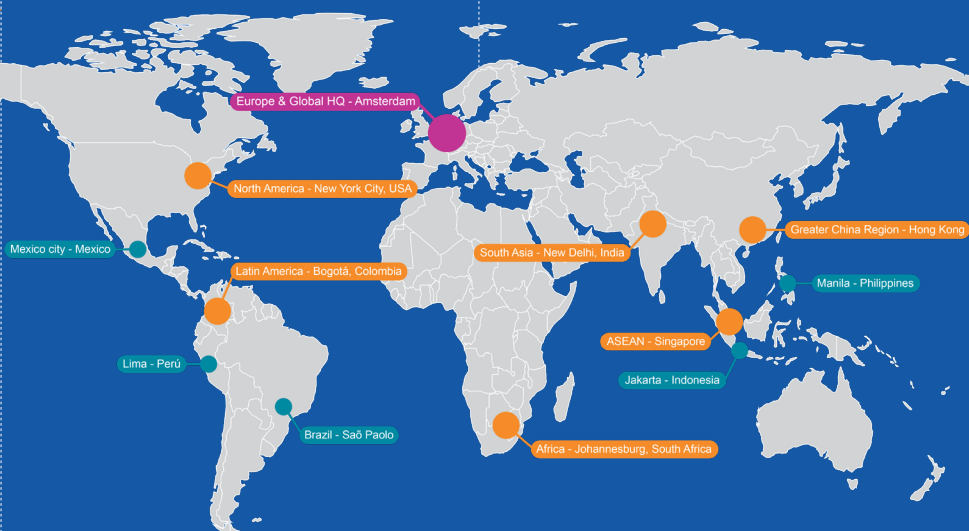 Europe & Global HQ - Amsterdam
North America - New York City, USA
Mexico city - Mexico
Latin America - Bogotá, Colombia
South Asia - New Delhi, India
Greater China Region - Hong Kong
Manila - Philippines
ASEAN - Singapore
Lima - Perú
Jakarta - Indonesia
Brazil - Saõ Paolo
Africa - Johannesburg, South Africa